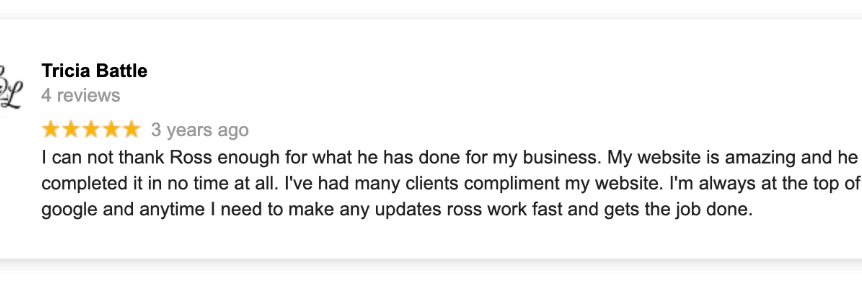 Tricia Battle
4 reviews
3 years ago
I can not thank Ross enough for what he has done for my business. My website is amazing and he
completed it in no time at all. I've had many clients compliment my website. I'm always at the top of
google and anytime I need to make any updates ross work fast and gets the job done.